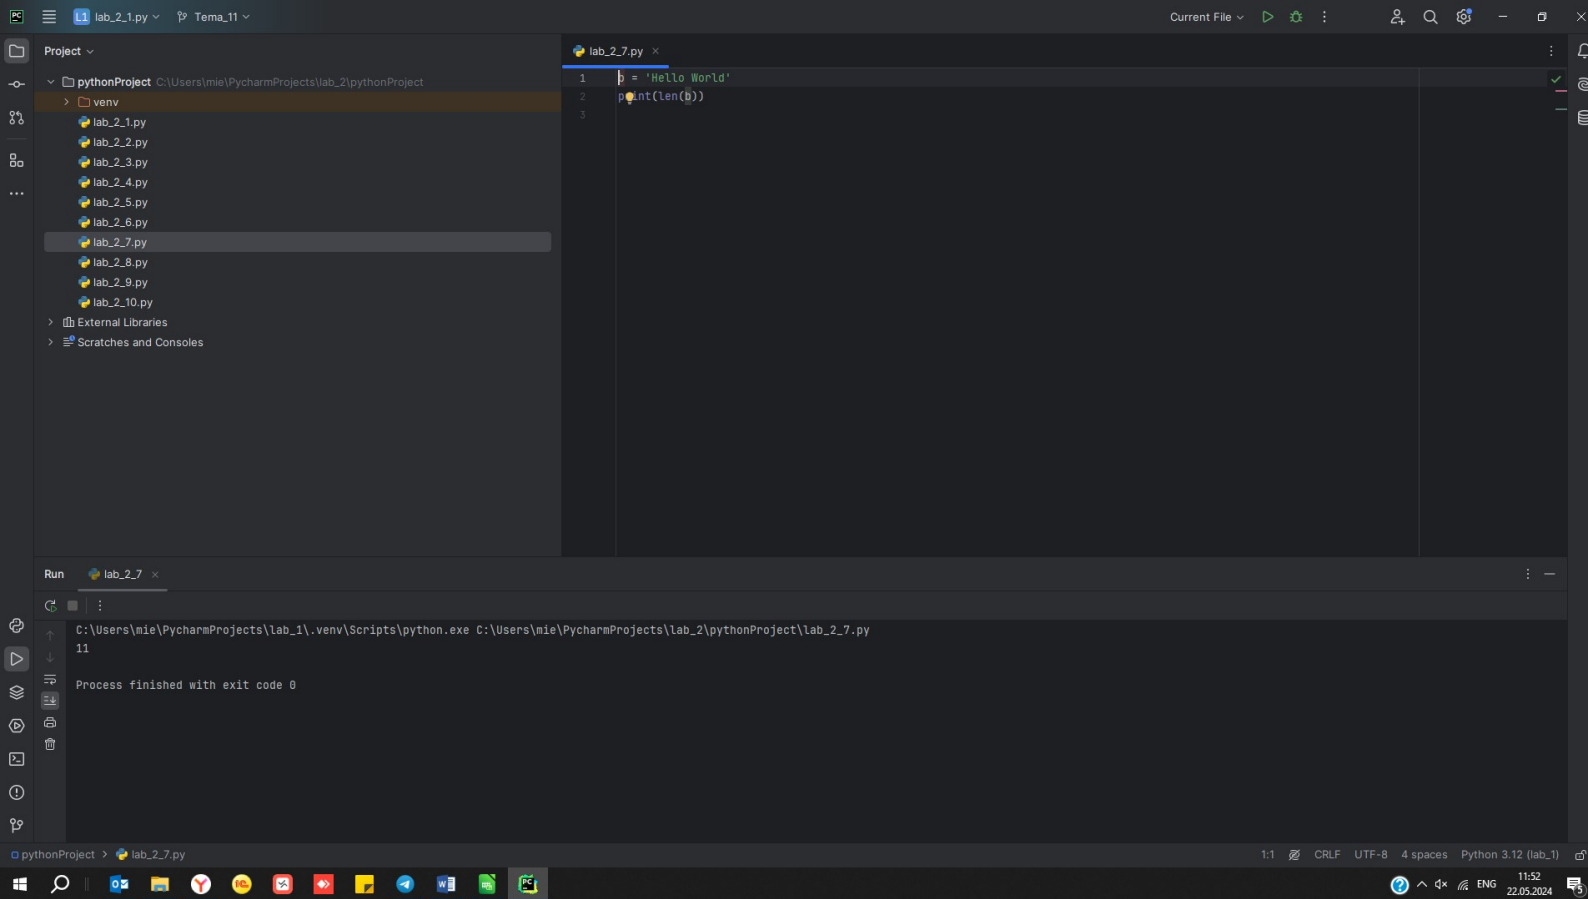 PC L1 lab_2_1.py Tema_11 Current File
Project
pythonProject C:\Users\mie\PycharmProjects\lab_2\pythonProject
venv
lab_2_1.py
lab_2_2.py
lab_2_3.py
lab_2_4.py
lab_2_5.py
lab_2_6.py
lab_2_7.py
lab_2_8.py
lab_2_9.py
lab_2_10.py
External Libraries
Scratches and Consoles
lab_2_7.py
1 b = 'Hello World'
2 print(len(b))
3
Run lab_2_7
C:\Users\mie\PycharmProjects\lab_1\.venv\Scripts\python.exe C:\Users\mie\PycharmProjects\lab_2\pythonProject\lab_2_7.py
11
Process finished with exit code 0
pythonProject > lab_2_7.py 1:1 CRLF UTF-8 4 spaces Python 3.12 (lab_1)
ENG
11:52
22.05.2024
5